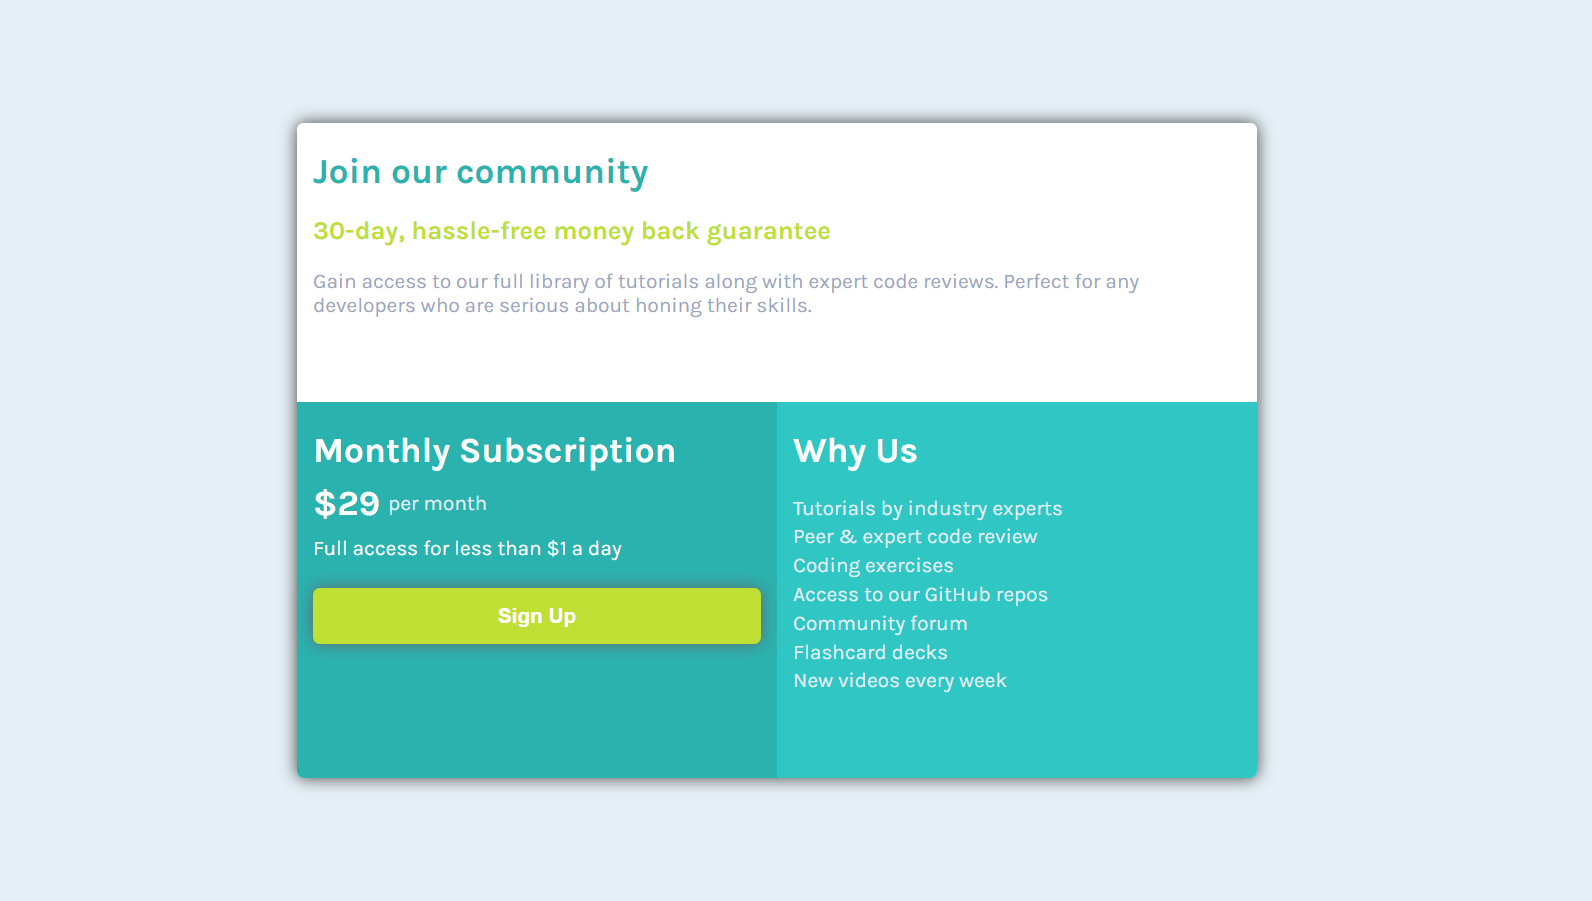 Join our community
30-day, hassle-free money back guarantee
Gain access to our full library of tutorials along with expert code reviews. Perfect for any
developers who are serious about honing their skills.
Monthly Subscription
$29 per month
Full access for less than $1 a day
Sign Up
Why Us
Tutorials by industry experts
Peer & expert code review
Coding exercises
Access to our GitHub repos
Community forum
Flashcard decks
New videos every week